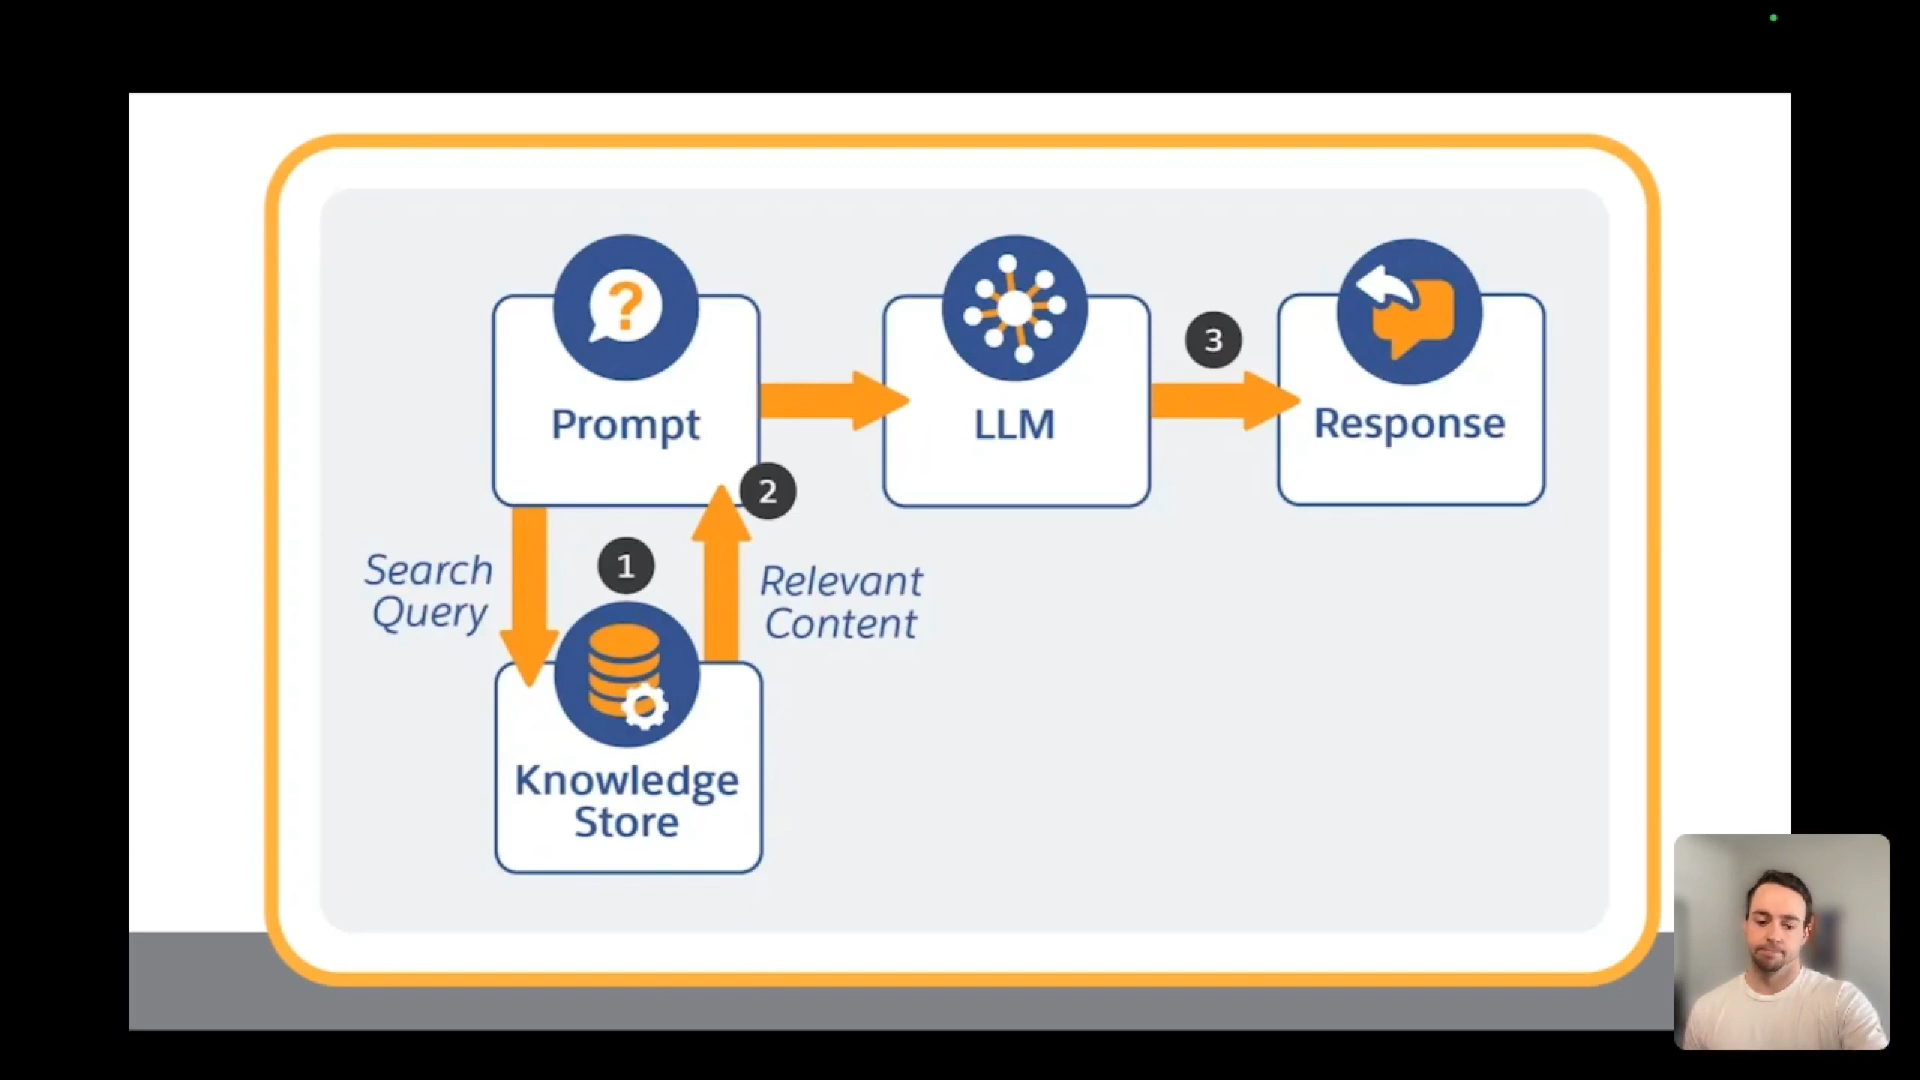 ?
Prompt
LLM
3
Response
2
Search
Query
1
Relevant
Content
Knowledge
Store